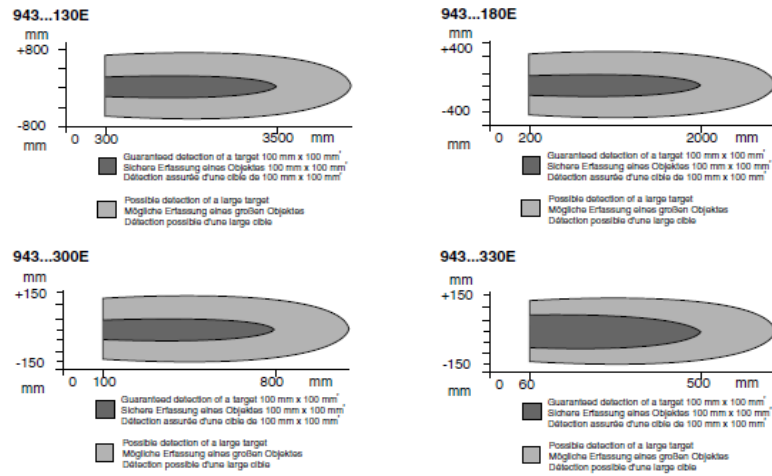 943...130E
mm
+800
-800
mm
0 300 3500 mm
Guaranteed detection of a target 100 mm x 100 mm*
Sichere Erfassung eines Objektes 100 mm x 100 mm*
Détection assurée d'une cible de 100 mm x 100 mm*
Possible detection of a large target
Mögliche Erfassung eines großen Objektes
Détection possible d'une large cible
943...180E
mm
+400
-400
mm
0 200 2000 mm
Guaranteed detection of a target 100 mm x 100 mm*
Sichere Erfassung eines Objektes 100 mm x 100 mm*
Détection assurée d'une cible de 100 mm x 100 mm*
Possible detection of a large target
Mögliche Erfassung eines großen Objektes
Détection possible d'une large cible
943...300E
mm
+150
-150
mm
0 100 800 mm
Guaranteed detection of a target 100 mm x 100 mm*
Sichere Erfassung eines Objektes 100 mm x 100 mm*
Détection assurée d'une cible de 100 mm x 100 mm*
Possible detection of a large target
Mögliche Erfassung eines großen Objektes
Détection possible d'une large cible
943...330E
mm
+150
-150
mm
0 60 500 mm
Guaranteed detection of a target 100 mm x 100 mm*
Sichere Erfassung eines Objektes 100 mm x 100 mm*
Détection assurée d'une cible de 100 mm x 100 mm*
Possible detection of a large target
Mögliche Erfassung eines großen Objektes
Détection possible d'une large cible